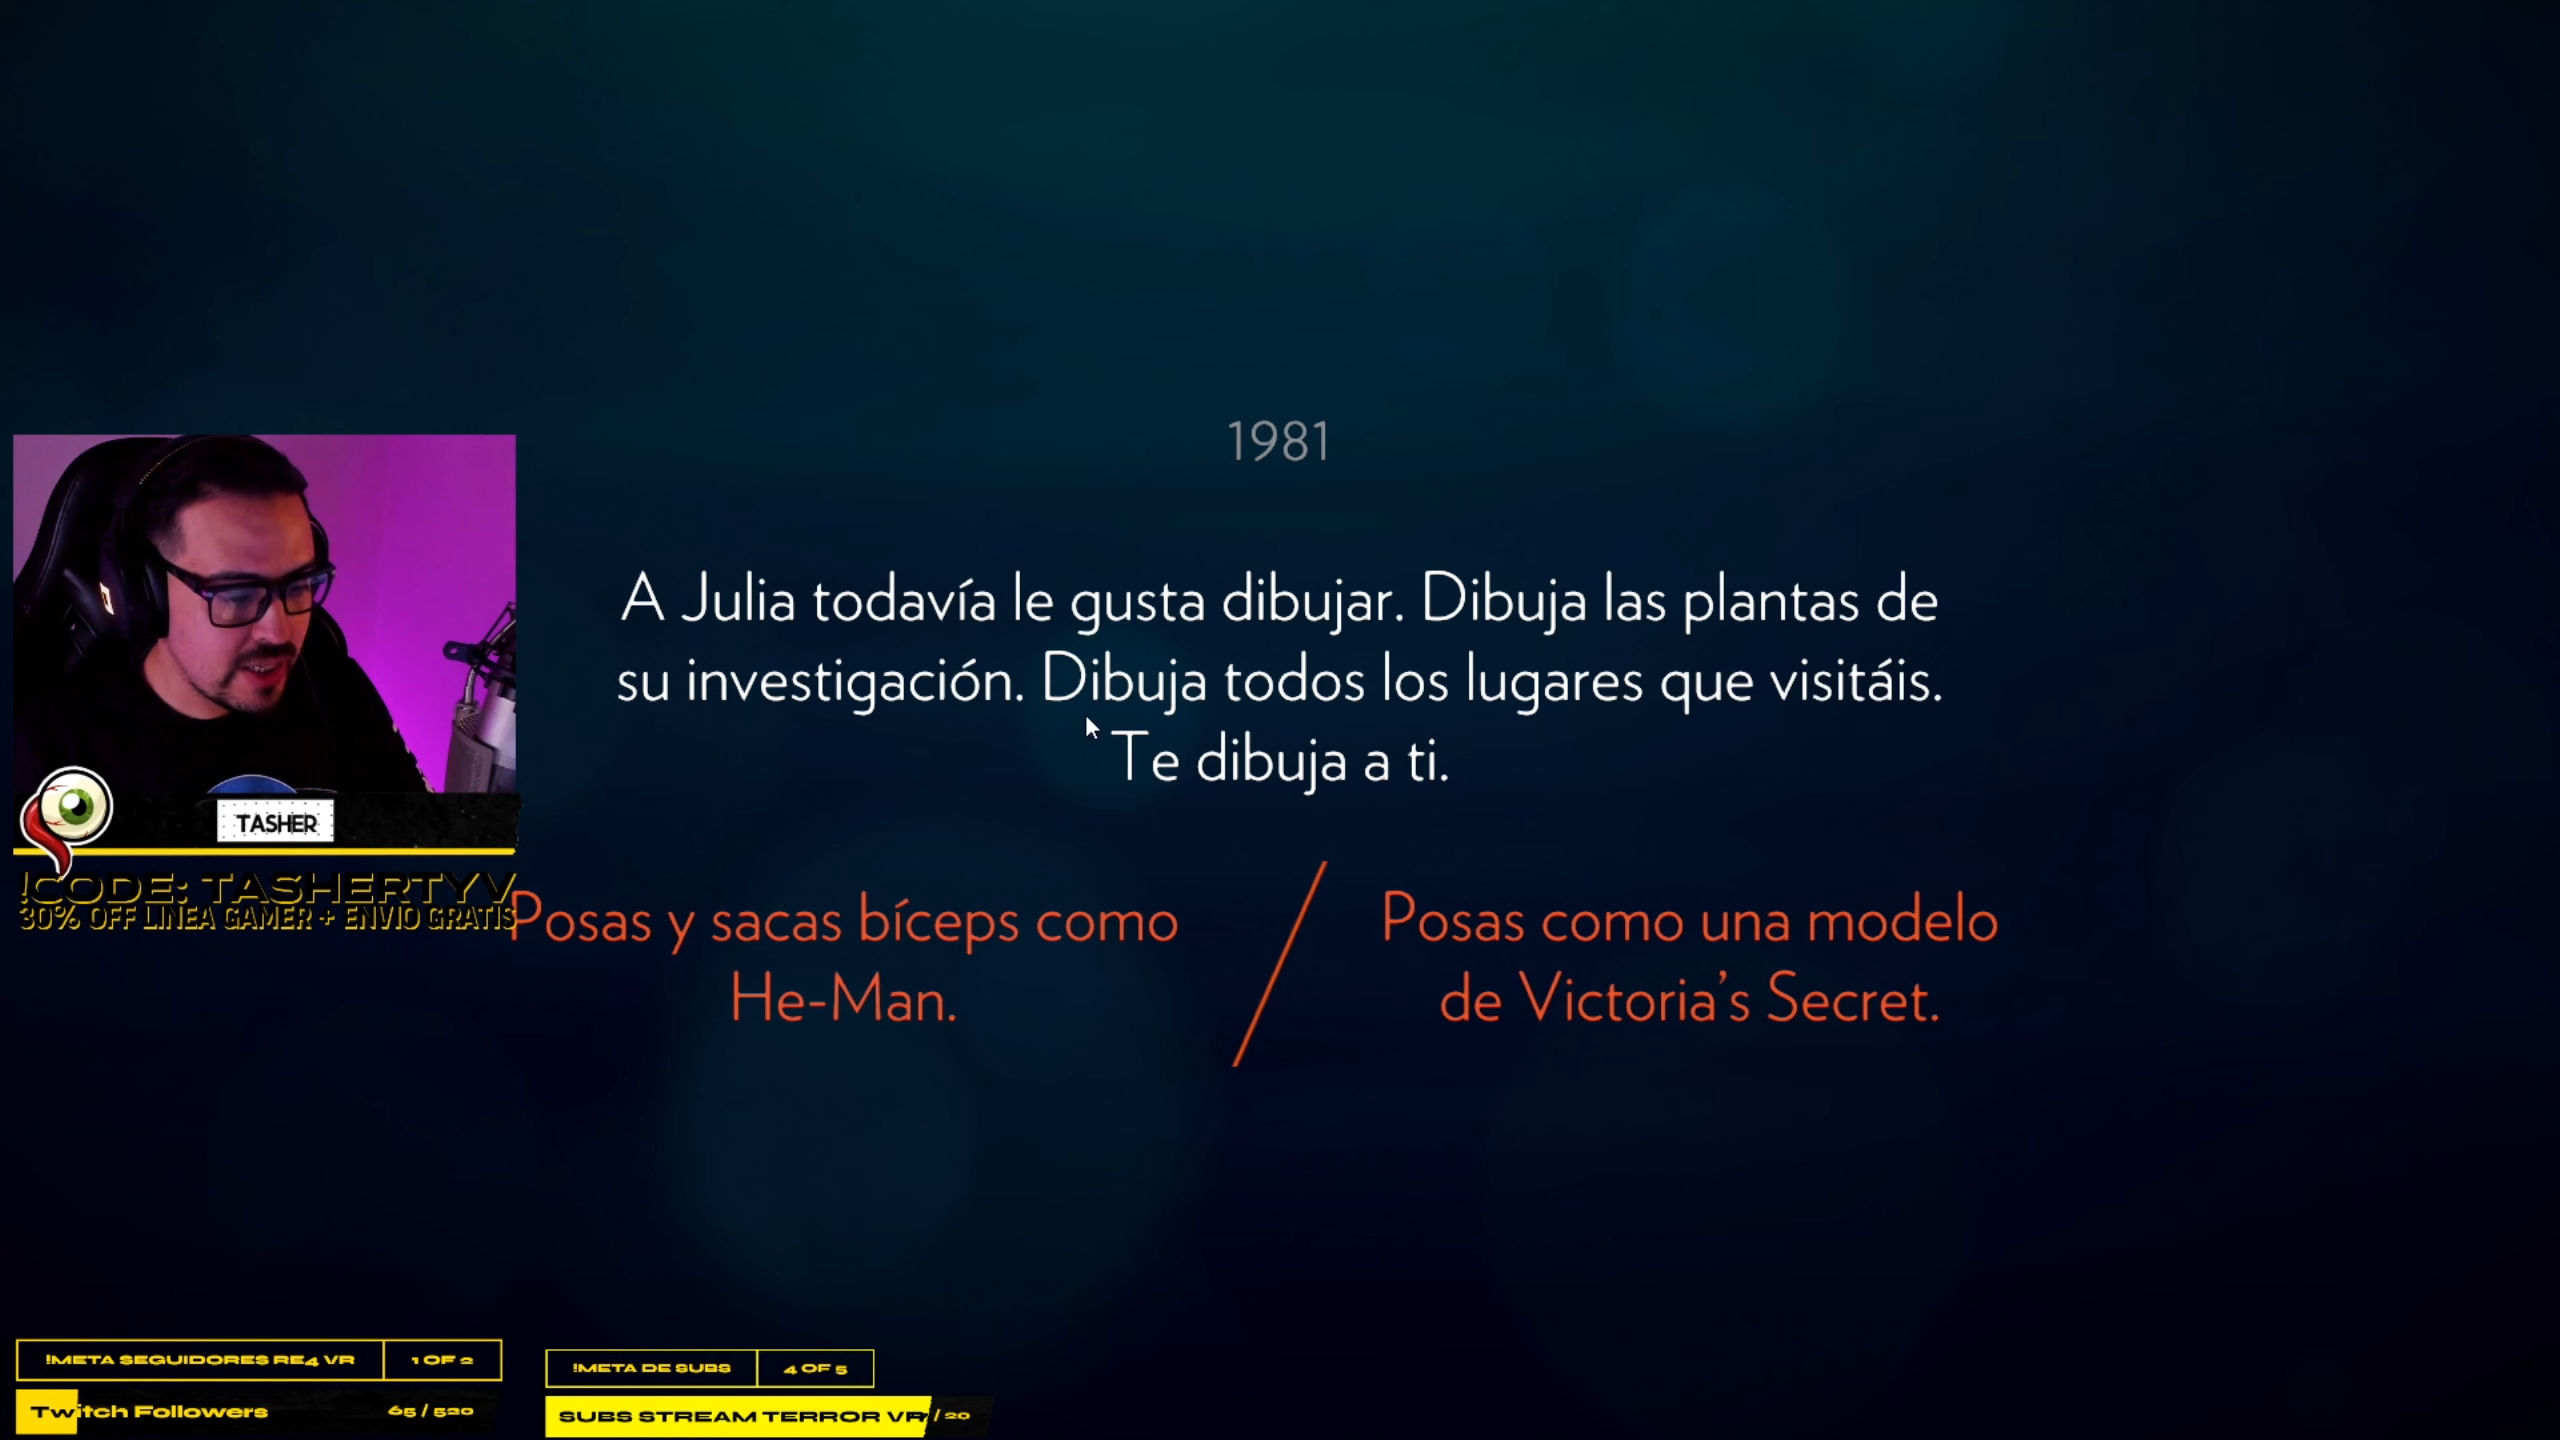 1981
A Julia todavía le gusta dibujar. Dibuja las plantas de
su investigación. Dibuja todos los lugares que visitáis.
Te dibuja a ti.
TASHER
!CODE: TASHERTYV
30% OFF LINEA GAMER + ENVIO GRATIS
Posas y sacas bíceps como
He-Man.
/
Posas como una modelo
de Victoria's Secret.
!META SEGUIDORES RE4 VR 1 OF 2
Twitch Followers 65 / 520
!META DE SUBS 4 OF 5
SUBS STREAM TERROR VR / 20